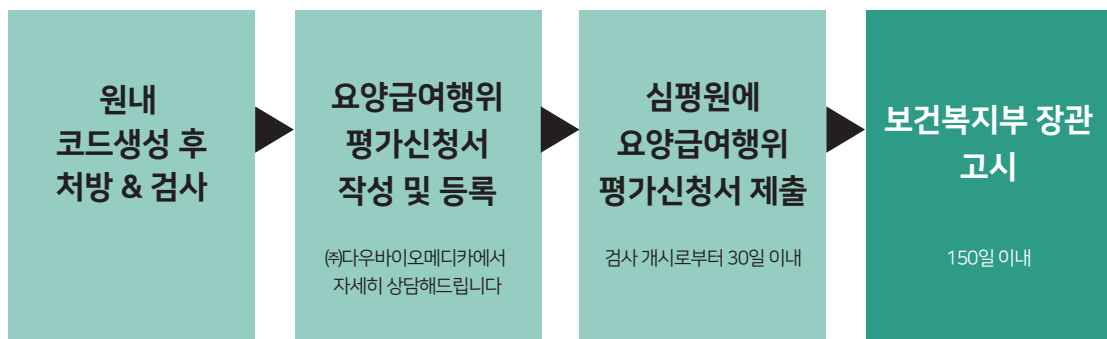 원내
코드생성 후
처방 & 검사
요양급여행위
평가신청서
작성 및 등록
㈜다우바이오메디카에서
자세히 상담해드립니다
심평원에
요양급여행위
평가신청서 제출
검사 개시로부터 30일 이내
보건복지부 장관
고시
150일 이내